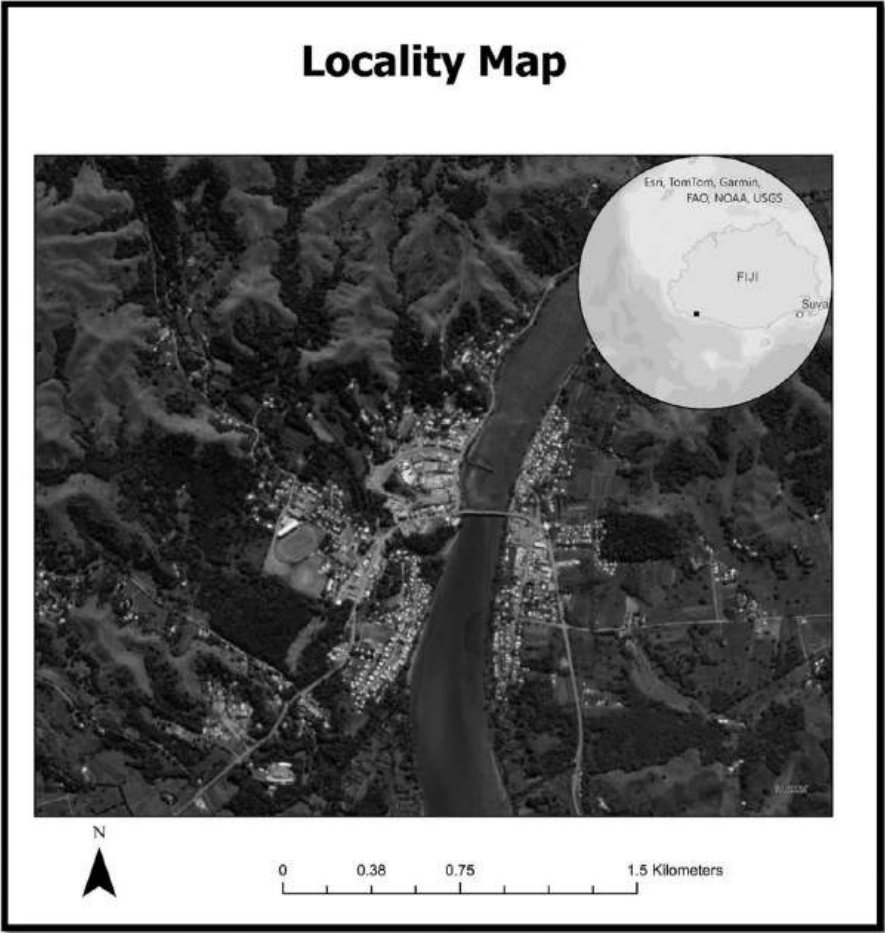 Locality Map
Esri, TomTom, Garmin,
FAO, NOAA, USGS
FIJI
Suva
N
0 0.38 0.75 1.5 Kilometers